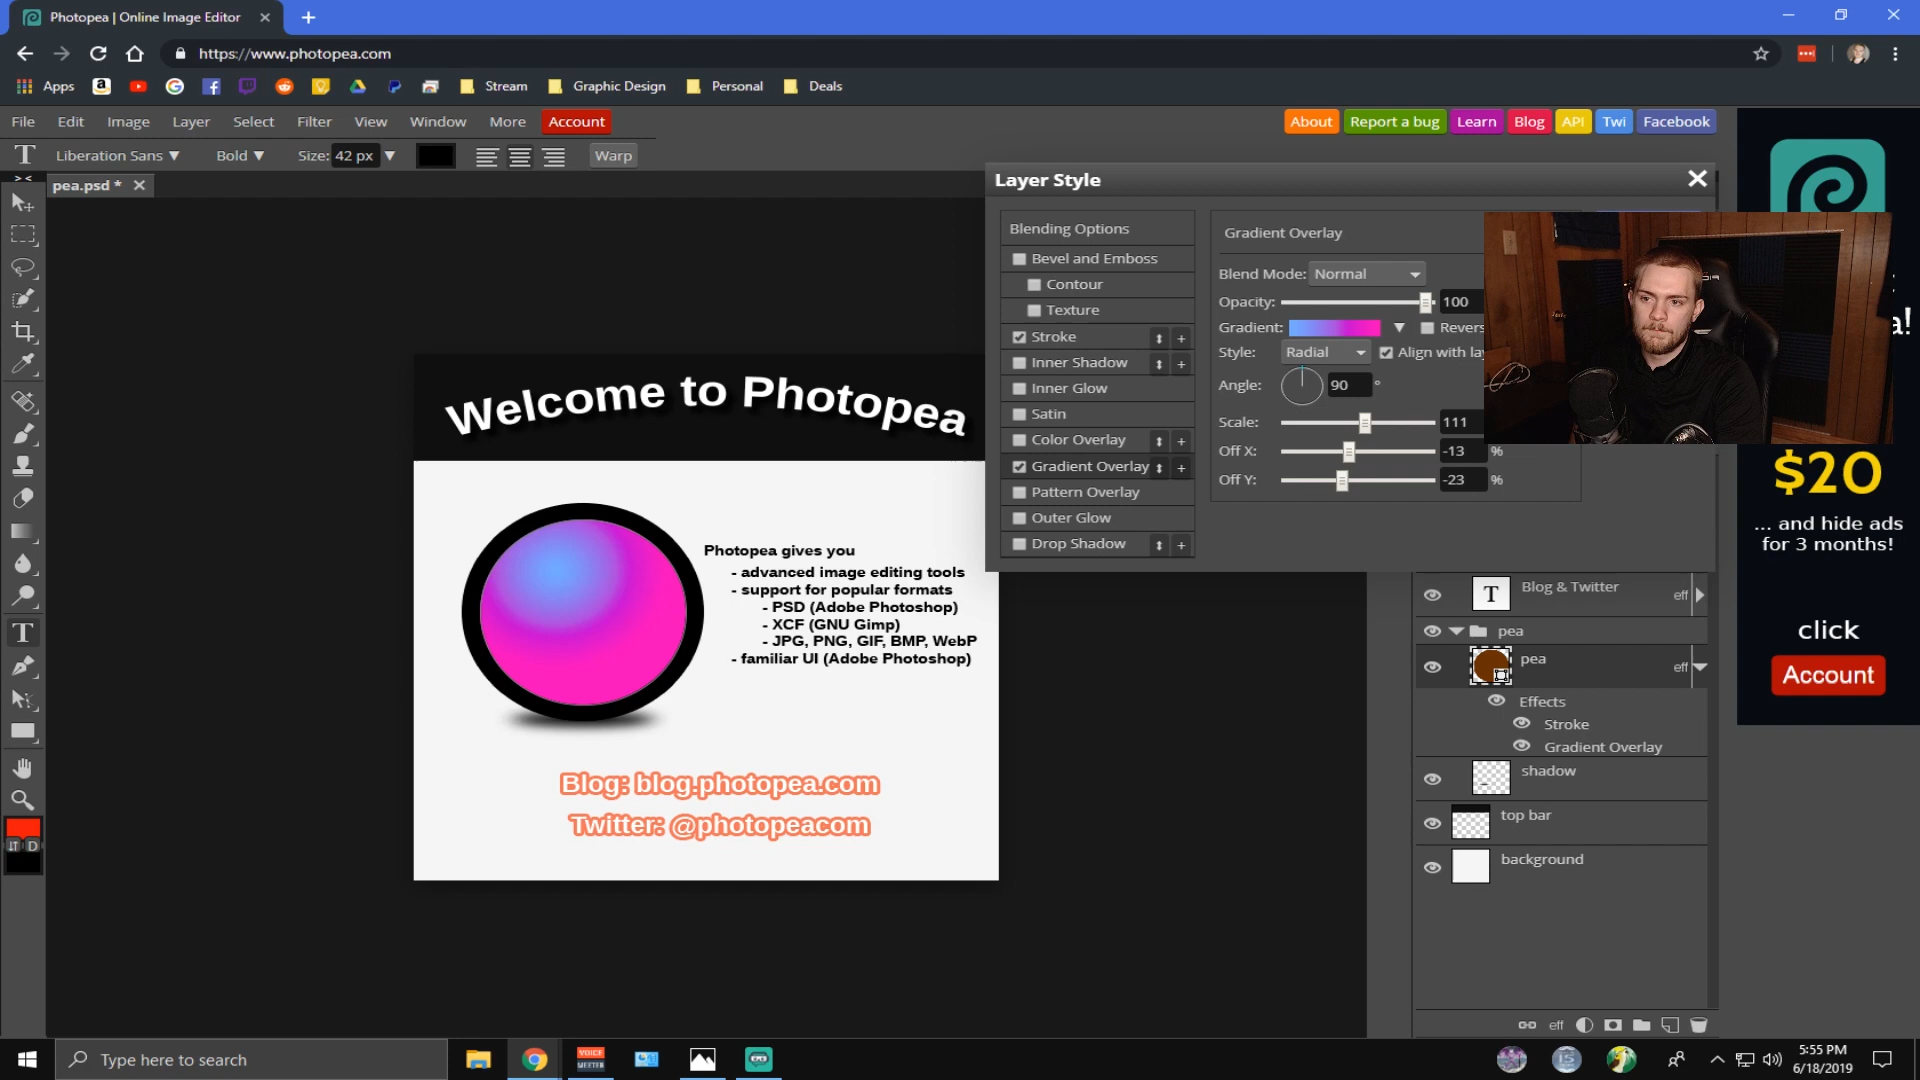 Photopea | Online Image Editor
https://www.photopea.com
Apps
Stream
Graphic Design
Personal
Deals
File Edit Image Layer Select Filter View Window More Account
About Report a bug Learn Blog API Twi Facebook
Liberation Sans Bold Size: 42 px Warp
pea.psd *
Layer Style
Blending Options
Bevel and Emboss
Contour
Texture
Stroke
Inner Shadow
Inner Glow
Satin
Color Overlay
Gradient Overlay
Pattern Overlay
Outer Glow
Drop Shadow
Gradient Overlay
Blend Mode: Normal
Opacity: 100
Gradient: Revers
Style: Radial Align with lay
Angle: 90 °
Scale: 111
Off X: -13 %
Off Y: -23 %
Welcome to Photopea
Photopea gives you
- advanced image editing tools
- support for popular formats
- PSD (Adobe Photoshop)
- XCF (GNU Gimp)
- JPG, PNG, GIF, BMP, WebP
- familiar UI (Adobe Photoshop)
Blog: blog.photopea.com
Twitter: @photopeacom
Blog & Twitter eff
pea
pea eff
Effects
Stroke
Gradient Overlay
shadow
top bar
background
eff
a!
$20
... and hide ads
for 3 months!
click
Account
D
Type here to search
VOICE
MEETER
5:55 PM
6/18/2019